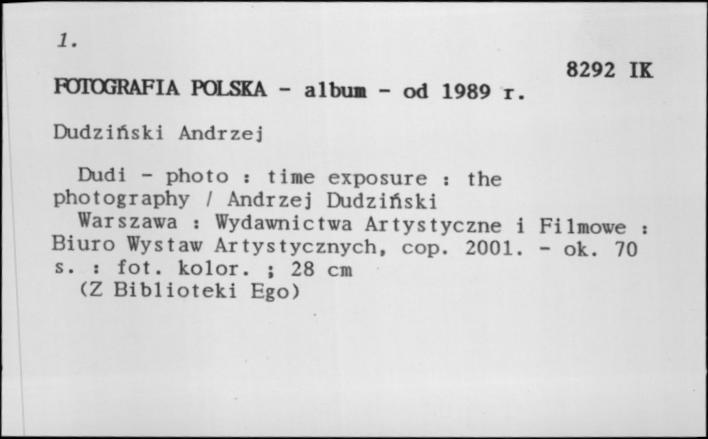 1.
8292 IK
FOTOGRAFIA POLSKA - album - od 1989 r.
Dudziński Andrzej
Dudi - photo : time exposure : the
photography / Andrzej Dudziński
Warszawa : Wydawnictwa Artystyczne i Filmowe :
Biuro Wystaw Artystycznych, cop. 2001. - ok. 70
s. : fot. kolor. ; 28 cm
(Z Biblioteki Ego)